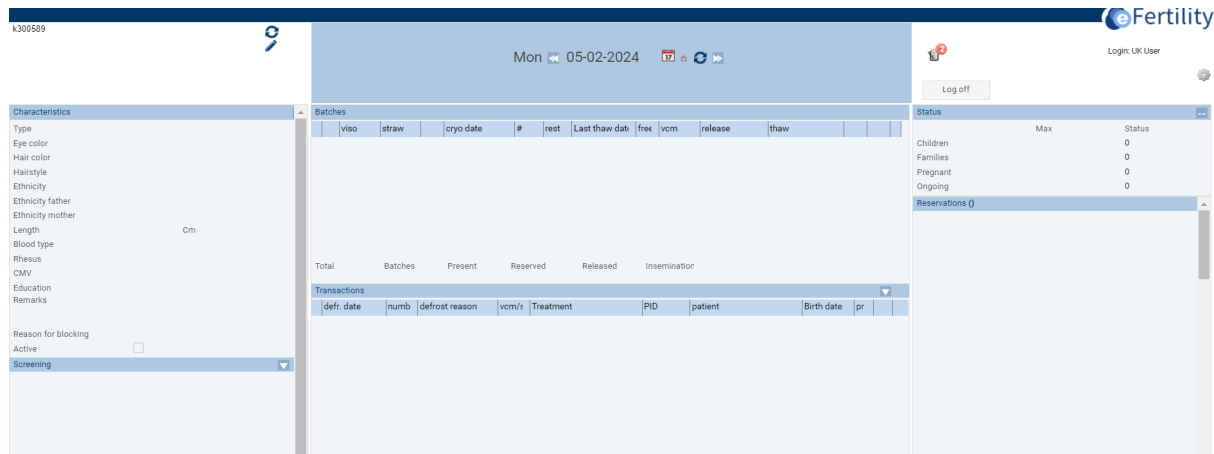 eFertility
k300589
Mon 05-02-2024 17
2
Login: UK User
Log off
Characteristics
Type
Eye color
Hair color
Hairstyle
Ethnicity
Ethnicity father
Ethnicity mother
Length Cm
Blood type
Rhesus
CMV
Education
Remarks
Reason for blocking
Active
Screening
Batches
viso straw cryo date # rest Last thaw date free vcm release thaw
Total Batches Present Reserved Released Insemination
Transactions
defr. date numb defrost reason vcm/s Treatment PID patient Birth date pr
Status
Max Status
Children 0
Families 0
Pregnant 0
Ongoing 0
Reservations ()